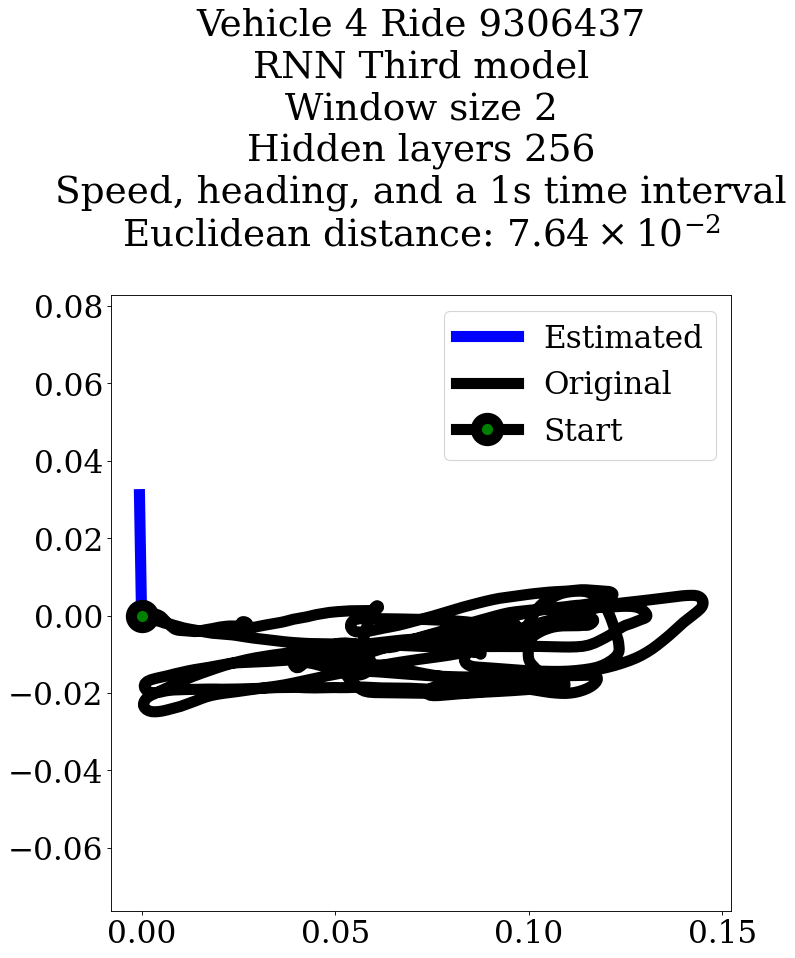 Vehicle 4 Ride 9306437
RNN Third model
Window size 2
Hidden layers 256
Speed, heading, and a 1s time interval
Euclidean distance: 7.64 × 10⁻²
0.08
0.06
0.04
0.02
0.00
−0.02
−0.04
−0.06
Estimated
Original
Start
0.00 0.05 0.10 0.15